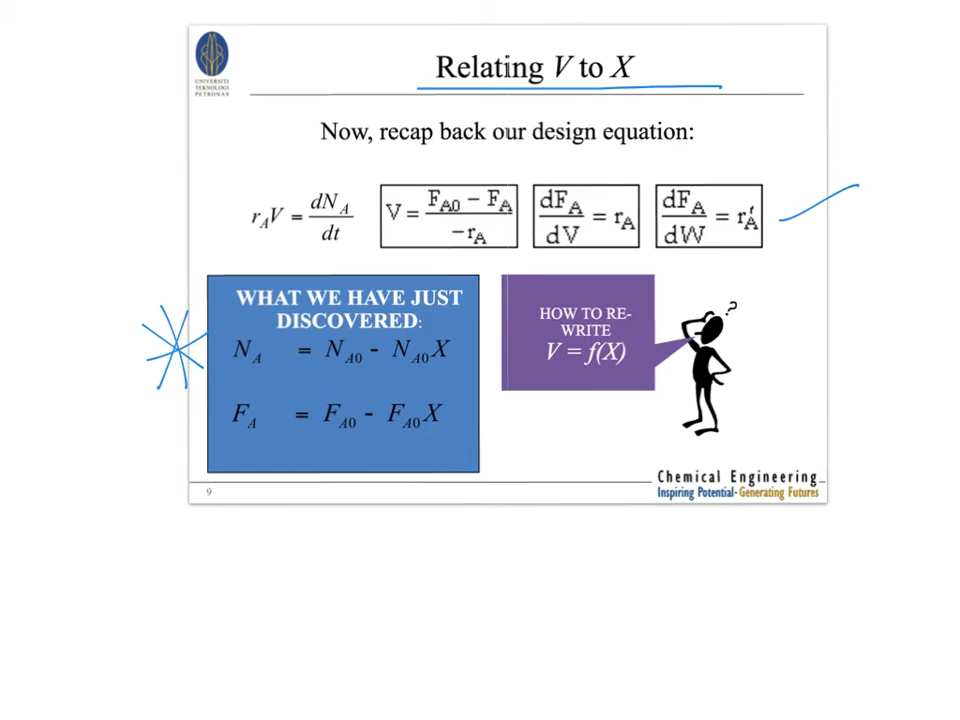 UNIVERSITI
TEKNOLOGI
PETRONAS
Relating V to X
Now, recap back our design equation:
r_A V = dN_A / dt
V = F_A0 − F_A / −r_A
dF_A / dV = r_A
dF_A / dW = r'_A
WHAT WE HAVE JUST
DISCOVERED:
N_A = N_A0 - N_A0 X
F_A = F_A0 - F_A0 X
HOW TO RE-
WRITE
V = f(X)
?
9
Chemical Engineering
Inspiring Potential - Generating Futures